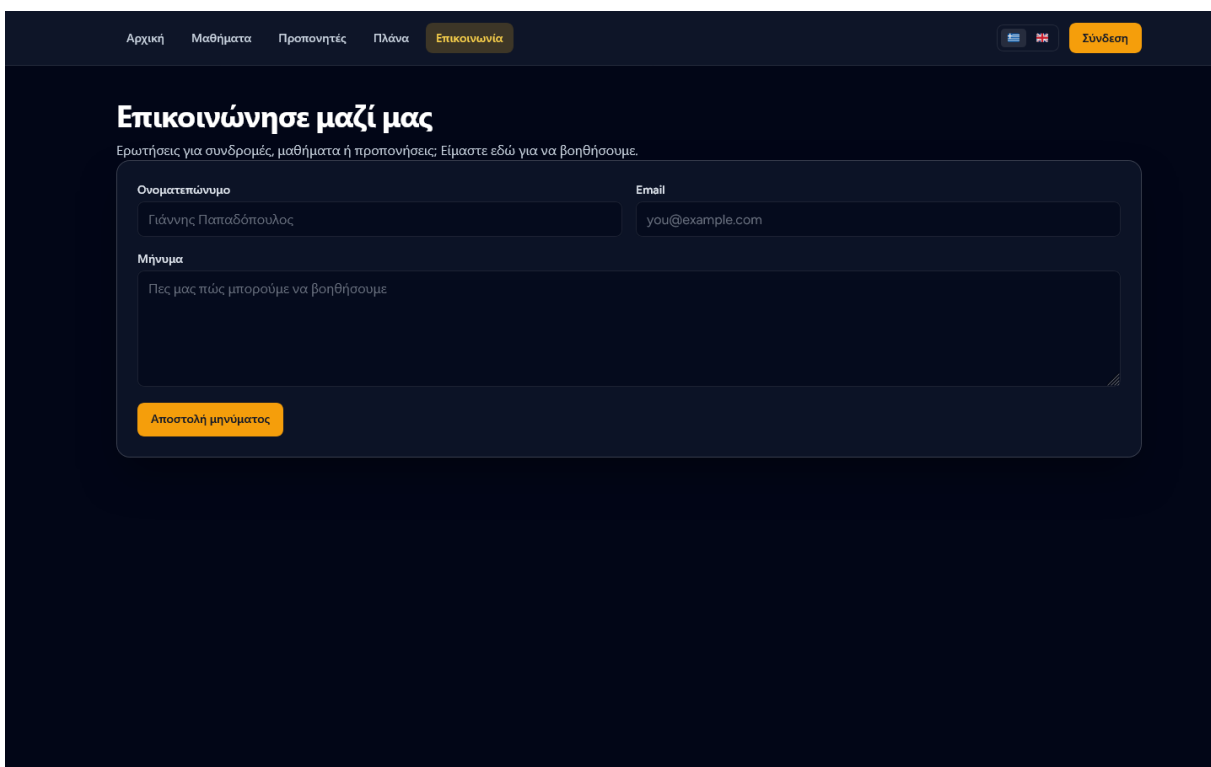 Αρχική Μαθήματα Προπονητές Πλάνα Επικοινωνία Σύνδεση
Επικοινώνησε μαζί μας
Ερωτήσεις για συνδρομές, μαθήματα ή προπονήσεις; Είμαστε εδώ για να βοηθήσουμε.
Ονοματεπώνυμο Email
Γιάννης Παπαδόπουλος you@example.com
Μήνυμα
Πες μας πώς μπορούμε να βοηθήσουμε
Αποστολή μηνύματος